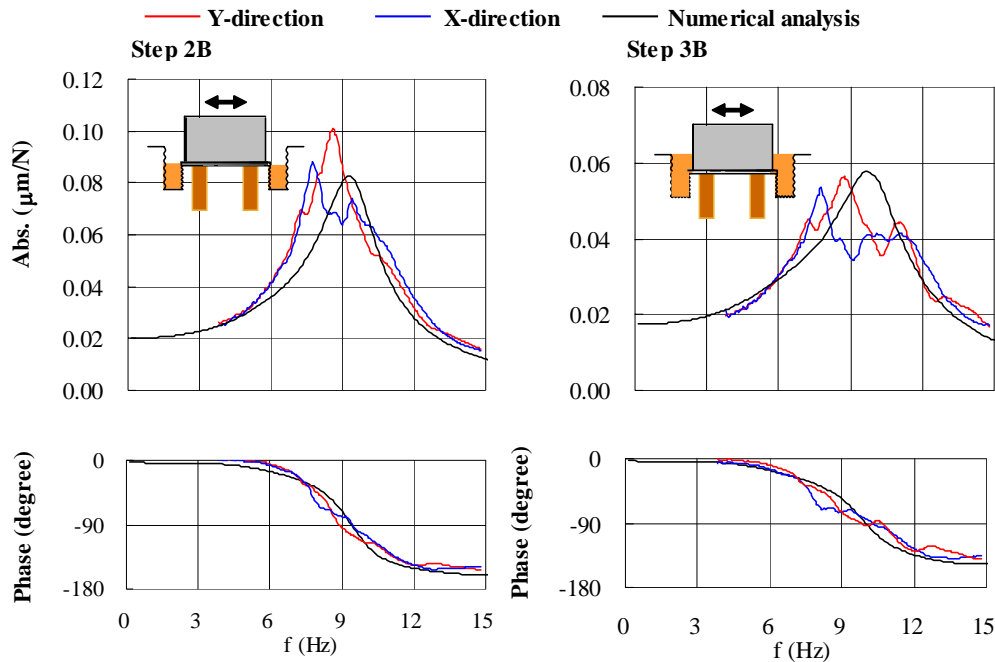 Y-direction X-direction Numerical analysis
Step 2B
Abs. (μm/N)
0.12
0.10
0.08
0.06
0.04
0.02
0.00
Step 3B
0.08
0.06
0.04
0.02
0.00
Phase (degree)
0
-90
-180
0 3 6 9 12 15
f (Hz)
Phase (degree)
0
-90
-180
0 3 6 9 12 15
f (Hz)